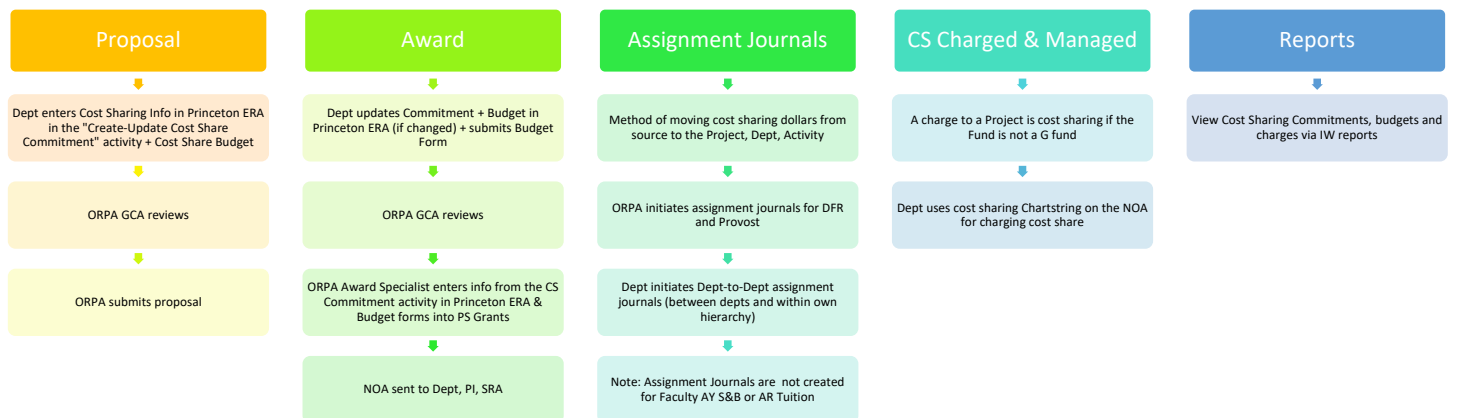 Proposal
Dept enters Cost Sharing Info in Princeton ERA
in the "Create-Update Cost Share
Commitment" activity + Cost Share Budget
ORPA GCA reviews
ORPA submits proposal
Award
Dept updates Commitment + Budget in
Princeton ERA (if changed) + submits Budget
Form
ORPA GCA reviews
ORPA Award Specialist enters info from the CS
Commitment activity in Princeton ERA &
Budget forms into PS Grants
NOA sent to Dept, PI, SRA
Assignment Journals
Method of moving cost sharing dollars from
source to the Project, Dept, Activity
ORPA initiates assignment journals for DFR
and Provost
Dept initiates Dept-to-Dept assignment
journals (between depts and within own
hierarchy)
Note: Assignment Journals are not created
for Faculty AY S&B or AR Tuition
CS Charged & Managed
A charge to a Project is cost sharing if the
Fund is not a G fund
Dept uses cost sharing Chartstring on the NOA
for charging cost share
Reports
View Cost Sharing Commitments, budgets and
charges via IW reports